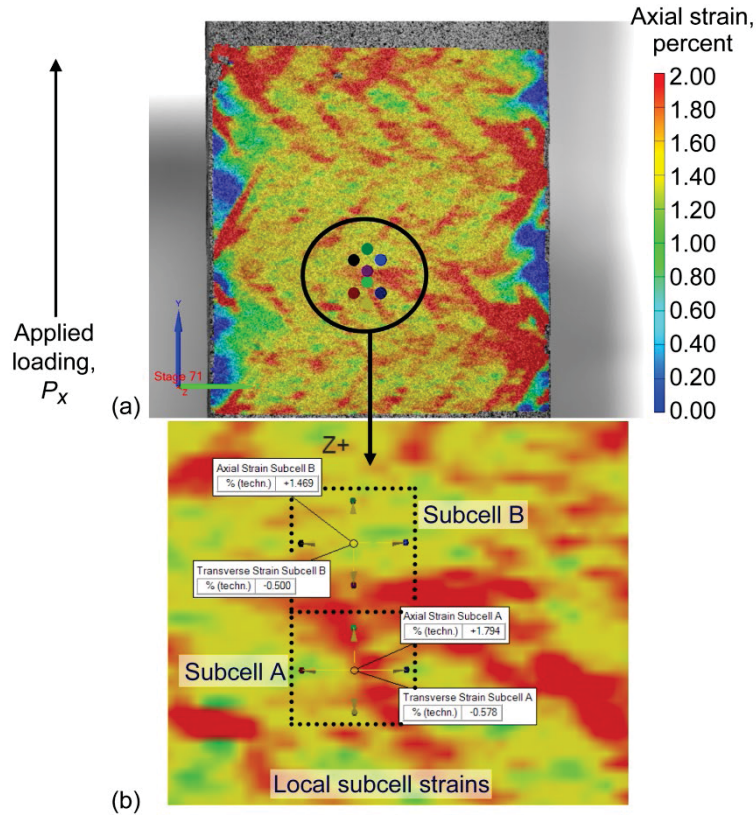 Axial strain,
percent
2.00
1.80
1.60
1.40
1.20
1.00
0.80
0.60
0.40
0.20
0.00
Applied
loading,
Px
Y
Stage 71
Z
(a)
Z+
Axial Strain Subcell B
% (techn.) +1.469
Subcell B
Transverse Strain Subcell B
% (techn.) -0.500
Axial Strain Subcell A
% (techn.) +1.794
Subcell A
Transverse Strain Subcell A
% (techn.) -0.578
Local subcell strains
(b)